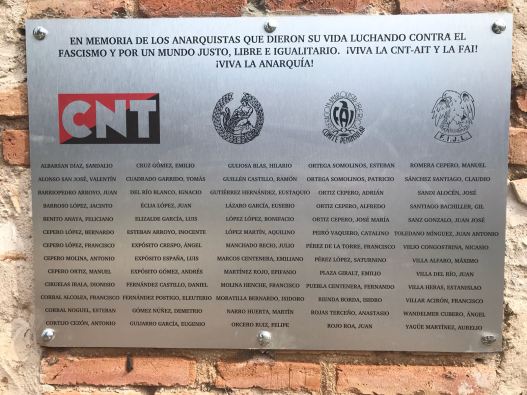 EN MEMORIA DE LOS ANARQUISTAS QUE DIERON SU VIDA LUCHANDO CONTRA EL
FASCISMO Y POR UN MUNDO JUSTO, LIBRE E IGUALITARIO. ¡VIVA LA CNT-AIT Y LA FAI!
¡VIVA LA ANARQUÍA!
CNT
FAI
F.I.J.L.
ALBARSAN DIAZ, SANDALIO
ALONSO SAN JOSÉ, VALENTÍN
BARRIOPEDRO ARROYO, JUAN
BARROSO LÓPEZ, JACINTO
BENITO ANAYA, FELICIANO
CEPERO LÓPEZ, BERNARDO
CEPERO LÓPEZ, FRANCISCO
CEPERO MOLINA, ANTONIO
CEPERO ORTIZ, MANUEL
CIRUELAS IRALA, DIONISIO
CORRAL ALCOLEA, FRANCISCO
CORRAL NOGUEL, ESTEBAN
CORTIJO CEZÓN, ANTONIO
CRUZ GÓMEZ, EMILIO
CUADRADO GARRIDO, TOMÁS
DEL RÍO BLANCO, IGNACIO
ECLIA LÓPEZ, JUAN
ELIZALDE GARCÍA, LUIS
ESTEBAN ARROYO, INOCENTE
EXPÓSITO CRESPO, ÁNGEL
EXPÓSITO ESPAÑA, LUIS
EXPÓSITO GÓMEZ, ANDRÉS
FERNÁNDEZ CASTILLO, DANIEL
FERNÁNDEZ POSTIGO, ELEUTERIO
GÓMEZ NÚÑEZ, DEMETRIO
GUIJARRO GARCÍA, EUGENIO
GULIOSA BLAS, HILARIO
GUILLÉN CASTILLO, RAMÓN
GUTIÉRREZ HERNÁNDEZ, EUSTAQUIO
LÁZARO GARCÍA, EUSEBIO
LÓPEZ LÓPEZ, BONIFACIO
LÓPEZ MARTÍN, AQUILINO
MANCHADO RECIO, JULIO
MARCOS CENTENERA, EMILIANO
MARTÍNEZ ROJO, EPIFANIO
MOLINA HENCHE, FRANCISCO
MORATILLA BERNARDO, ISIDORO
NARRO HUERTA, MARTÍN
ORCERO RUIZ, FELIPE
ORTEGA SOMOLINOS, ESTEBAN
ORTEGA SOMOLINOS, PATRICIO
ORTIZ CEPERO, ADRIÁN
ORTIZ CEPERO, ALFREDO
ORTIZ CEPERO, JOSÉ MARÍA
PEDRO VAQUERO, CATALINO
PÉREZ DE LA TORRE, FRANCISCO
PÉREZ LÓPEZ, SATURNINO
PLAZA GIRALT, EMILIO
PUEBLA CENTENERA, FERNANDO
RIENDA BORDA, ISIDRO
ROJAS TERCEÑO, ANASTASIO
ROJO ROA, JUAN
ROMERA CEPERO, MANUEL
SÁNCHEZ SANTIAGO, CLAUDIO
SANDI ALOCÉN, JOSÉ
SANTIAGO BACHILLER, GIL
SANZ GONZALO, JUAN JOSÉ
TOLEDANO MÍNGUEZ, JUAN ANTONIO
VIEJO CONGOSTRINA, NICASIO
VILLA ALFARO, MÁXIMO
VILLA DEL RÍO, JUAN
VILLA HERAS, ESTANISLAO
VILLAR ACIRÓN, FRANCISCO
WANDELMER CUBERO, ÁNGEL
YAGÜE MARTÍNEZ, AURELIO